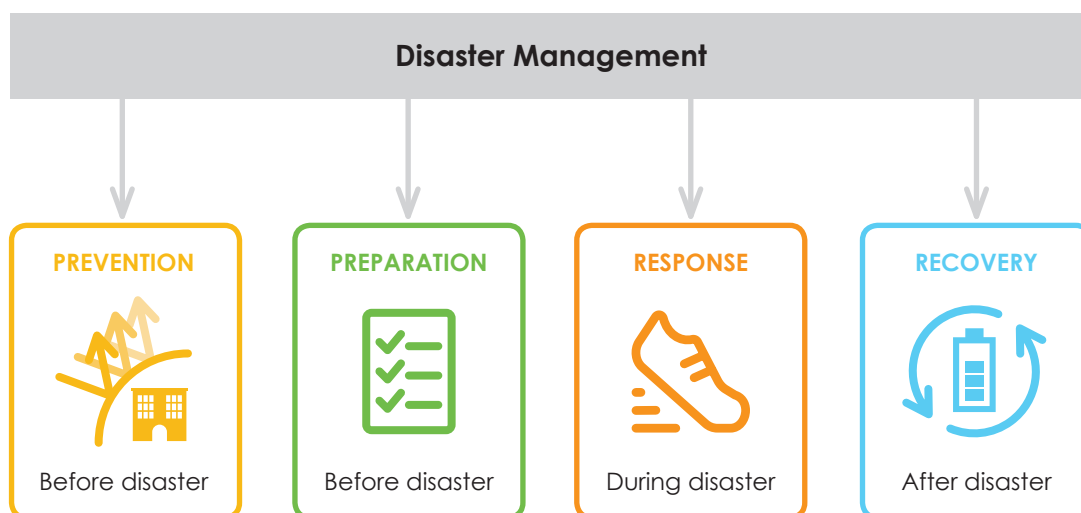 Disaster Management
PREVENTION
Before disaster
PREPARATION
Before disaster
RESPONSE
During disaster
RECOVERY
After disaster